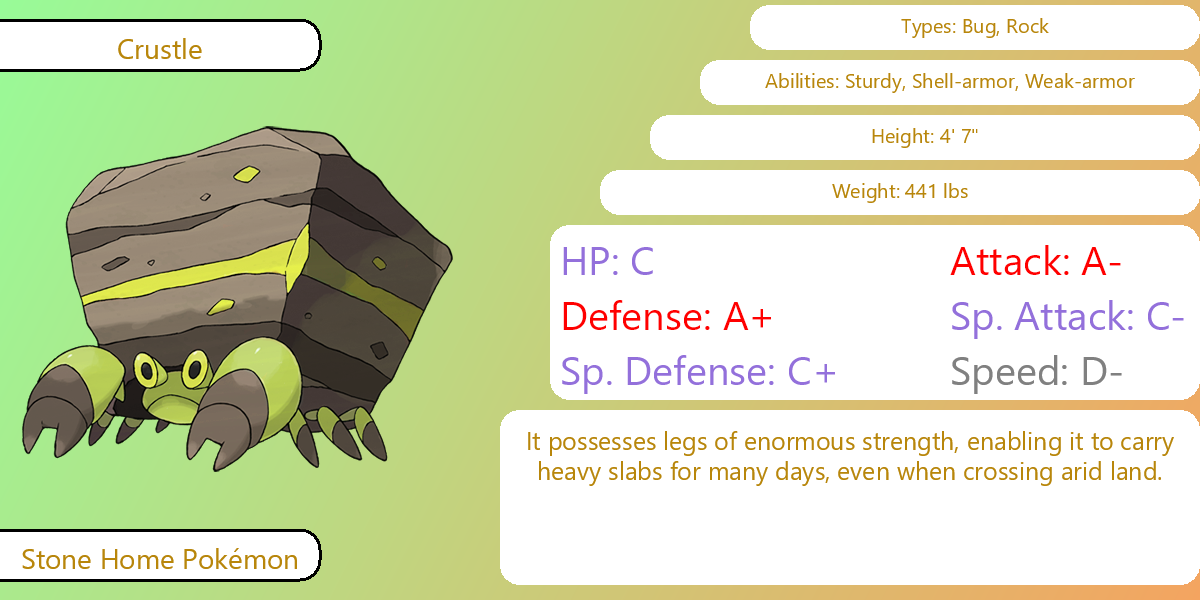 Crustle
Types: Bug, Rock
Abilities: Sturdy, Shell-armor, Weak-armor
Height: 4' 7"
Weight: 441 lbs
HP: C
Attack: A-
Defense: A+
Sp. Attack: C-
Sp. Defense: C+
Speed: D-
It possesses legs of enormous strength, enabling it to carry
heavy slabs for many days, even when crossing arid land.
Stone Home Pokémon